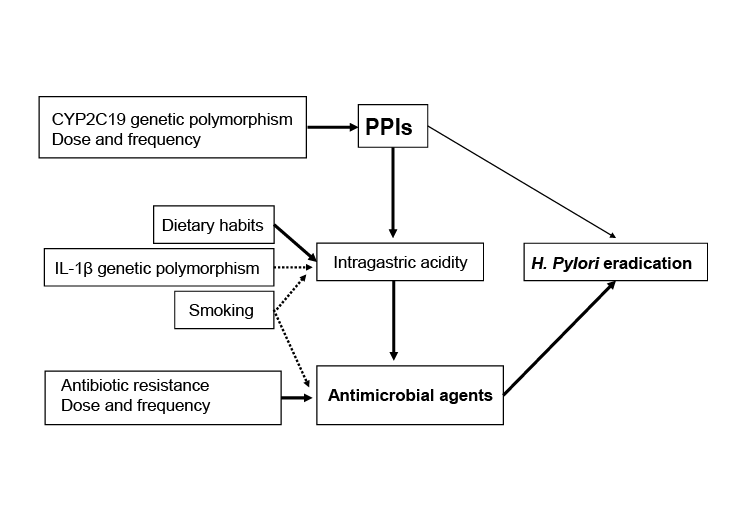 CYP2C19 genetic polymorphism
Dose and frequency
PPIs
Dietary habits
IL-1β genetic polymorphism
Smoking
Intragastric acidity
H. Pylori eradication
Antibiotic resistance
Dose and frequency
Antimicrobial agents